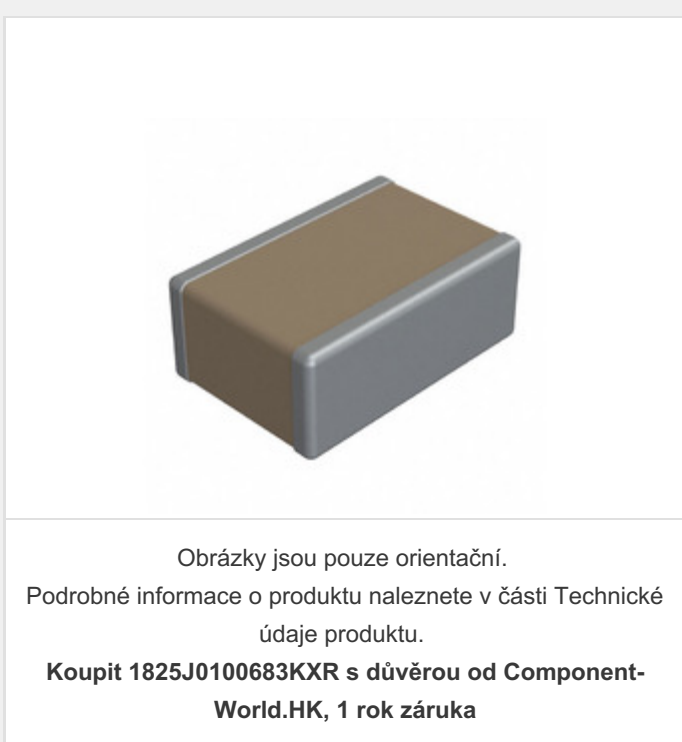 Obrázky jsou pouze orientační.
Podrobné informace o produktu naleznete v části Technické
údaje produktu.
Koupit 1825J0100683KXR s důvěrou od Component-
World.HK, 1 rok záruka